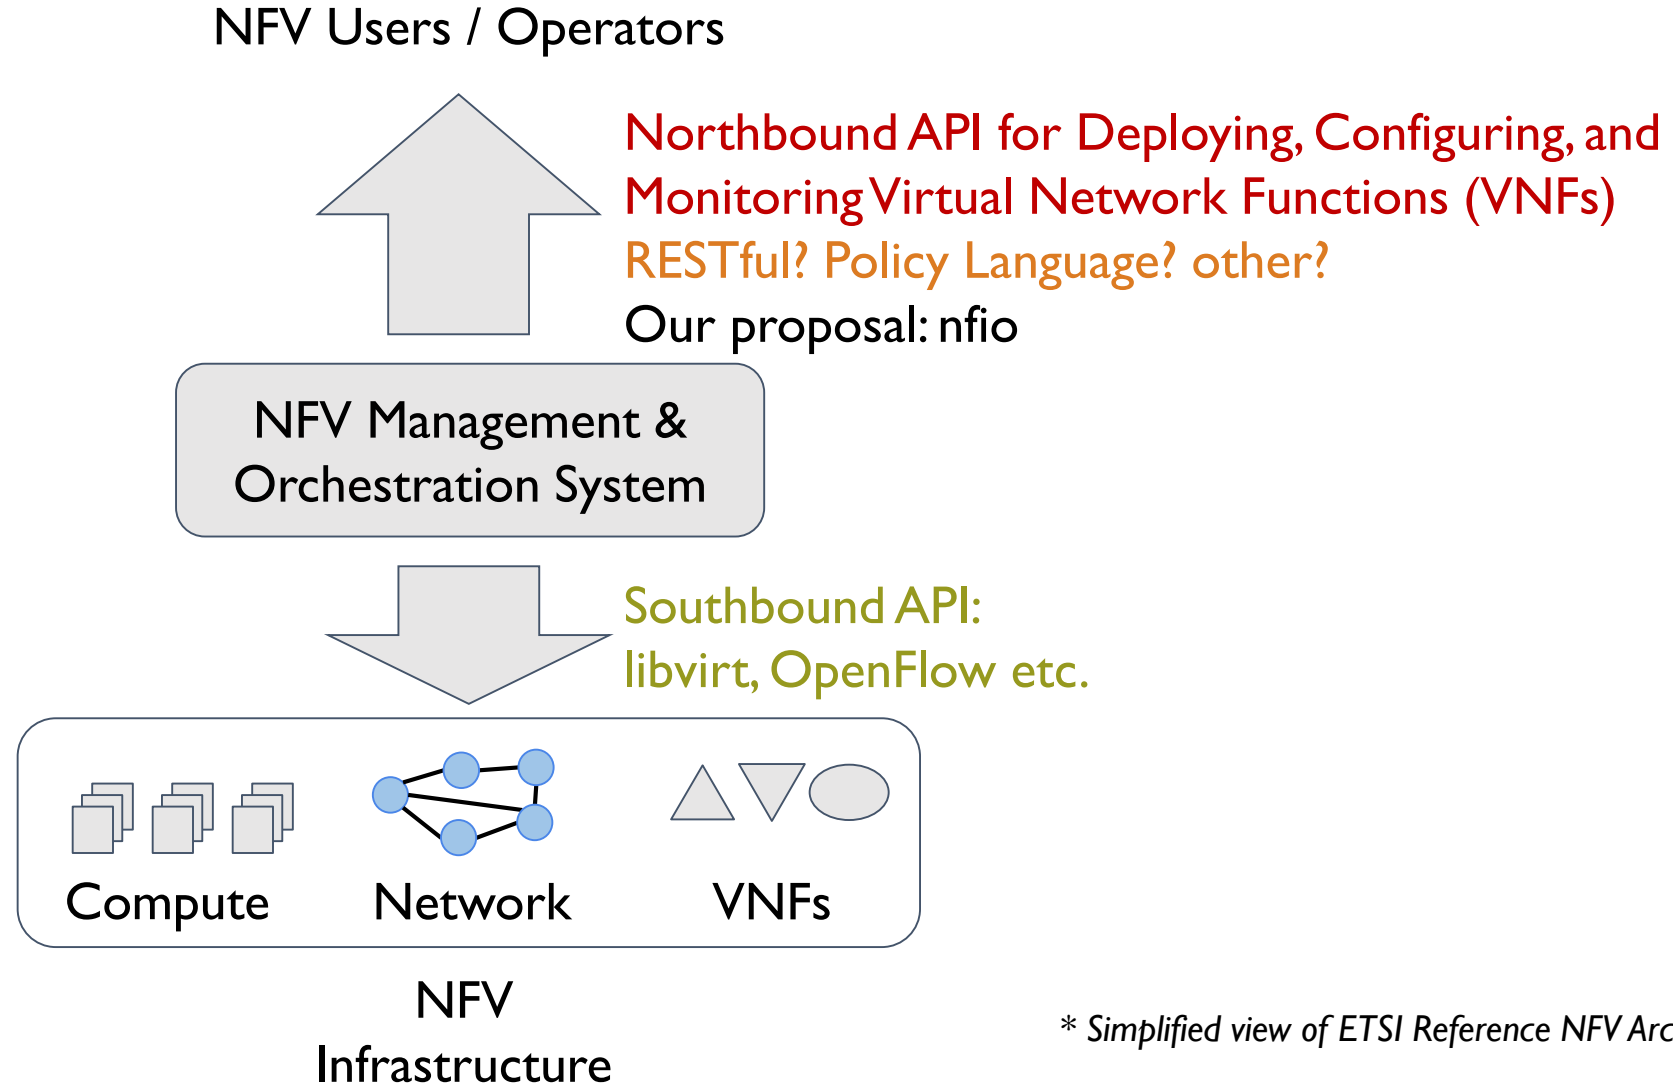 NFV Users / Operators
Northbound API for Deploying, Configuring, and
Monitoring Virtual Network Functions (VNFs)
RESTful? Policy Language? other?
Our proposal: nfio
NFV Management &
Orchestration System
Southbound API:
libvirt, OpenFlow etc.
Compute
Network
VNFs
NFV
Infrastructure
* Simplified view of ETSI Reference NFV Arc